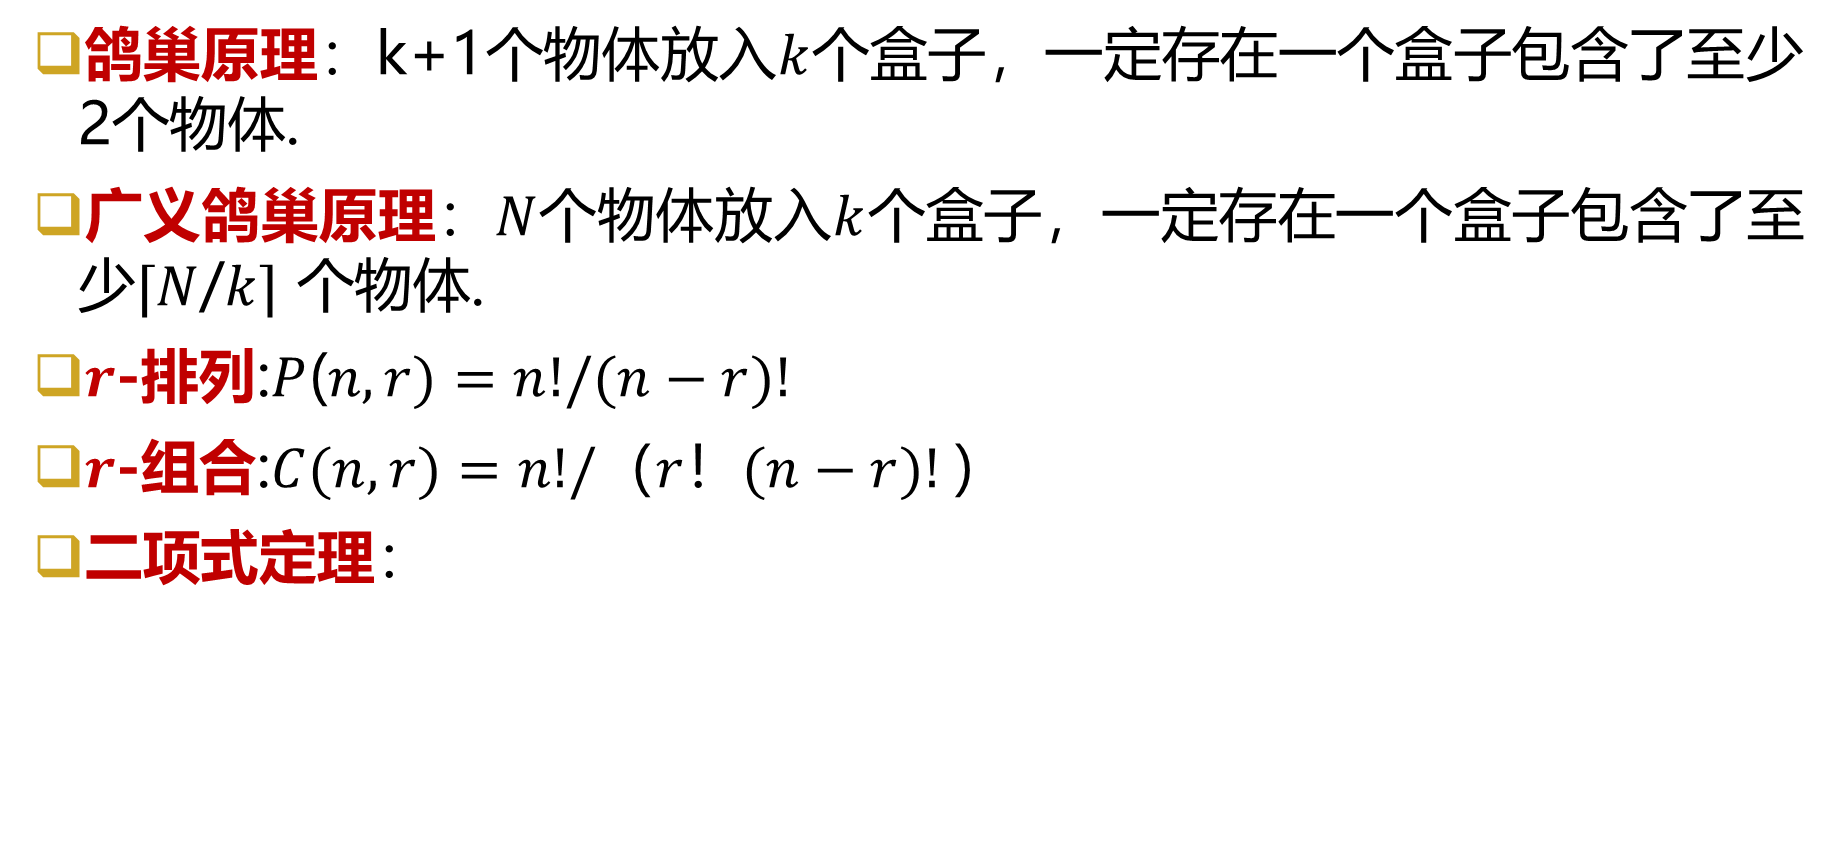 鸽巢原理：k+1个物体放入k个盒子，一定存在一个盒子包含了至少
2个物体.
广义鸽巢原理：N个物体放入k个盒子，一定存在一个盒子包含了至
少⌈N/k⌉ 个物体.
r-排列:P(n, r) = n!/(n − r)!
r-组合:C(n, r) = n!/（r！(n − r)!）
二项式定理：